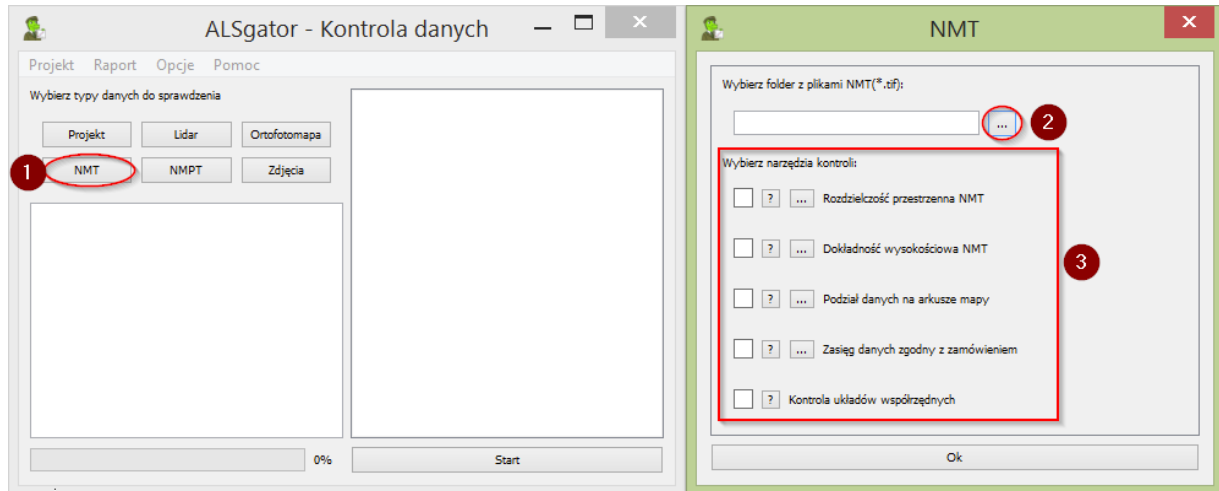 ALSgator - Kontrola danych
Projekt Raport Opcje Pomoc
Wybierz typy danych do sprawdzenia
Projekt Lidar Ortofotomapa
1 NMT NMPT Zdjęcia
0% Start
NMT
Wybierz folder z plikami NMT(*.tif):
... 2
Wybierz narzędzia kontroli:
? ... Rozdzielczość przestrzenna NMT
? ... Dokładność wysokościowa NMT
3
? ... Podział danych na arkusze mapy
? ... Zasięg danych zgodny z zamówieniem
? Kontrola układów współrzędnych
Ok